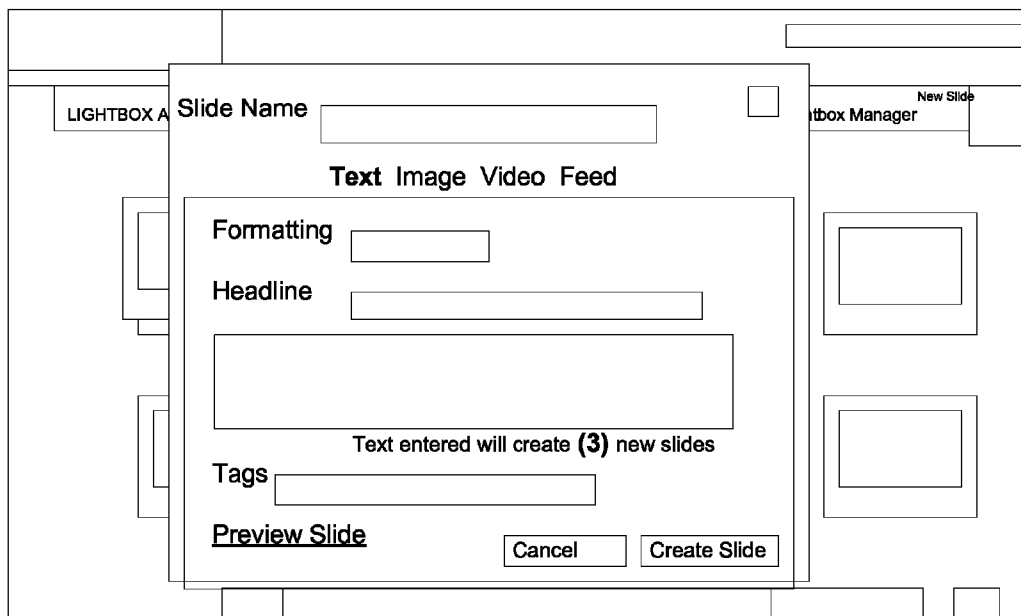 New Slide
LIGHTBOX A
Slide Name
tbox Manager
Text Image Video Feed
Formatting
Headline
Text entered will create (3) new slides
Tags
Preview Slide
Cancel
Create Slide